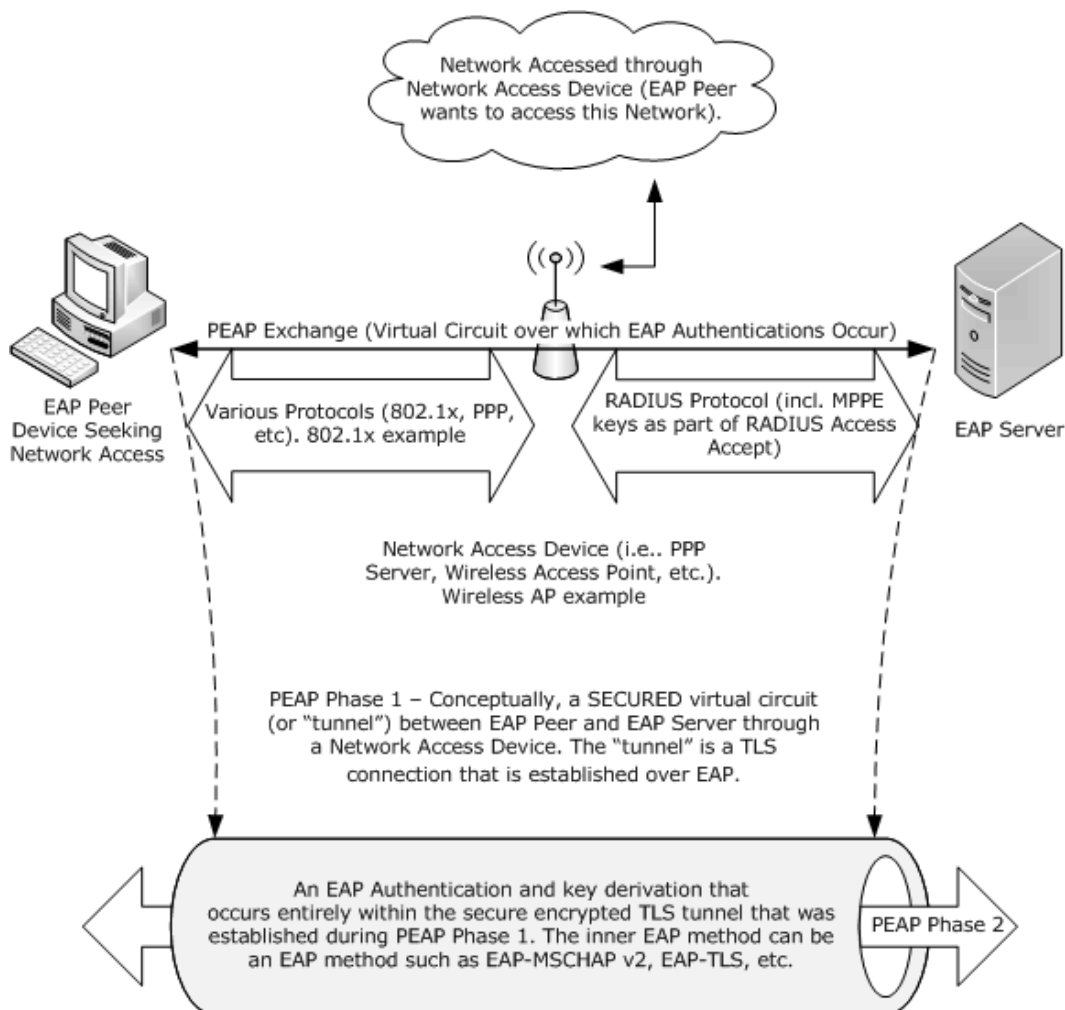 Network Accessed through
Network Access Device (EAP Peer
wants to access this Network).
PEAP Exchange (Virtual Circuit over which EAP Authentications Occur)
EAP Peer
Device Seeking
Network Access
Various Protocols (802.1x, PPP,
etc). 802.1x example
RADIUS Protocol (incl. MPPE
keys as part of RADIUS Access
Accept)
EAP Server
Network Access Device (i.e.. PPP
Server, Wireless Access Point, etc.).
Wireless AP example
PEAP Phase 1 – Conceptually, a SECURED virtual circuit
(or “tunnel”) between EAP Peer and EAP Server through
a Network Access Device. The “tunnel” is a TLS
connection that is established over EAP.
An EAP Authentication and key derivation that
occurs entirely within the secure encrypted TLS tunnel that was
established during PEAP Phase 1. The inner EAP method can be
an EAP method such as EAP-MSCHAP v2, EAP-TLS, etc.
PEAP Phase 2